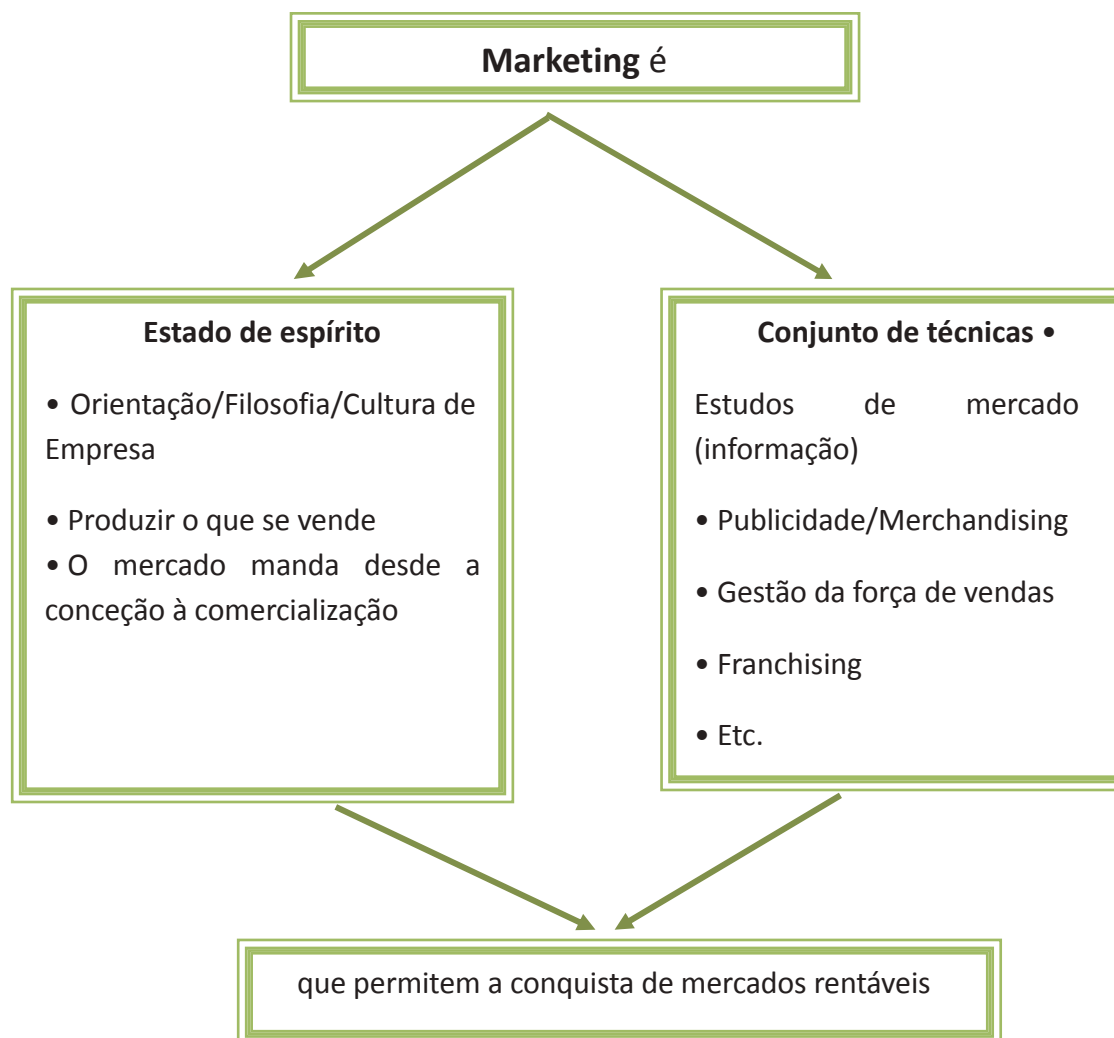 Marketing é
Estado de espírito
• Orientação/Filosofia/Cultura de
Empresa
• Produzir o que se vende
• O mercado manda desde a
conceção à comercialização
Conjunto de técnicas •
Estudos de mercado
(informação)
• Publicidade/Merchandising
• Gestão da força de vendas
• Franchising
• Etc.
que permitem a conquista de mercados rentáveis